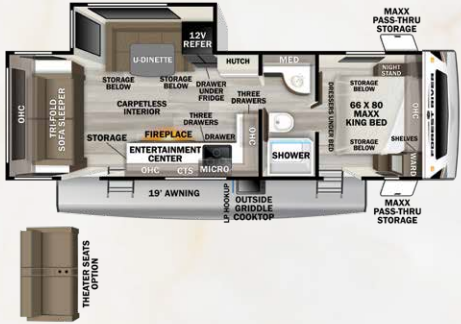 MAXX
PASS-THRU
STORAGE
12V
REFER
U-DINETTE
HUTCH
MED
NIGHT
STAND
OHC
TRIFOLD
SOFA SLEEPER
STORAGE
BELOW
STORAGE
BELOW
DRAWER
UNDER
FRIDGE
THREE
DRAWERS
DRESSERS UNDER BED
STORAGE
BELOW
OHC
FOREST RIVER
CARPETLESS
INTERIOR
66 X 80
MAXX
KING BED
THREE
DRAWERS
FIREPLACE
STORAGE
DRAWER
OHC
STORAGE
BELOW
SHELVES
ENTERTAINMENT
CENTER
SHOWER
WARD
OHC
CTS
MICRO
19' AWNING
LP HOOKUP
OUTSIDE
GRIDDLE
COOKTOP
MAXX
PASS-THRU
STORAGE
THEATER SEATS
OPTION